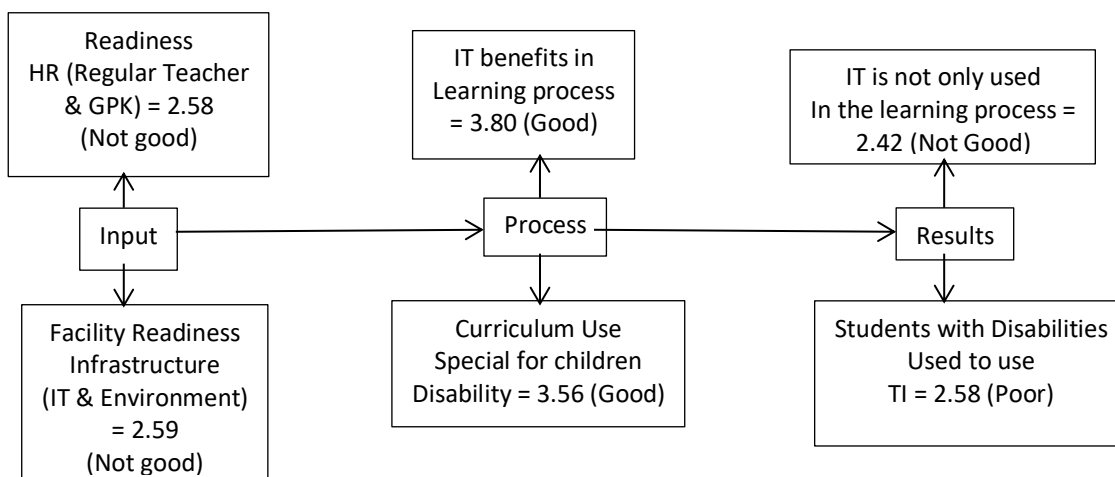 Readiness
HR (Regular Teacher
& GPK) = 2.58
(Not good)
IT benefits in
Learning process
= 3.80 (Good)
IT is not only used
In the learning process =
2.42 (Not Good)
Input
Process
Results
Facility Readiness
Infrastructure
(IT & Environment)
= 2.59
(Not good)
Curriculum Use
Special for children
Disability = 3.56 (Good)
Students with Disabilities
Used to use
TI = 2.58 (Poor)